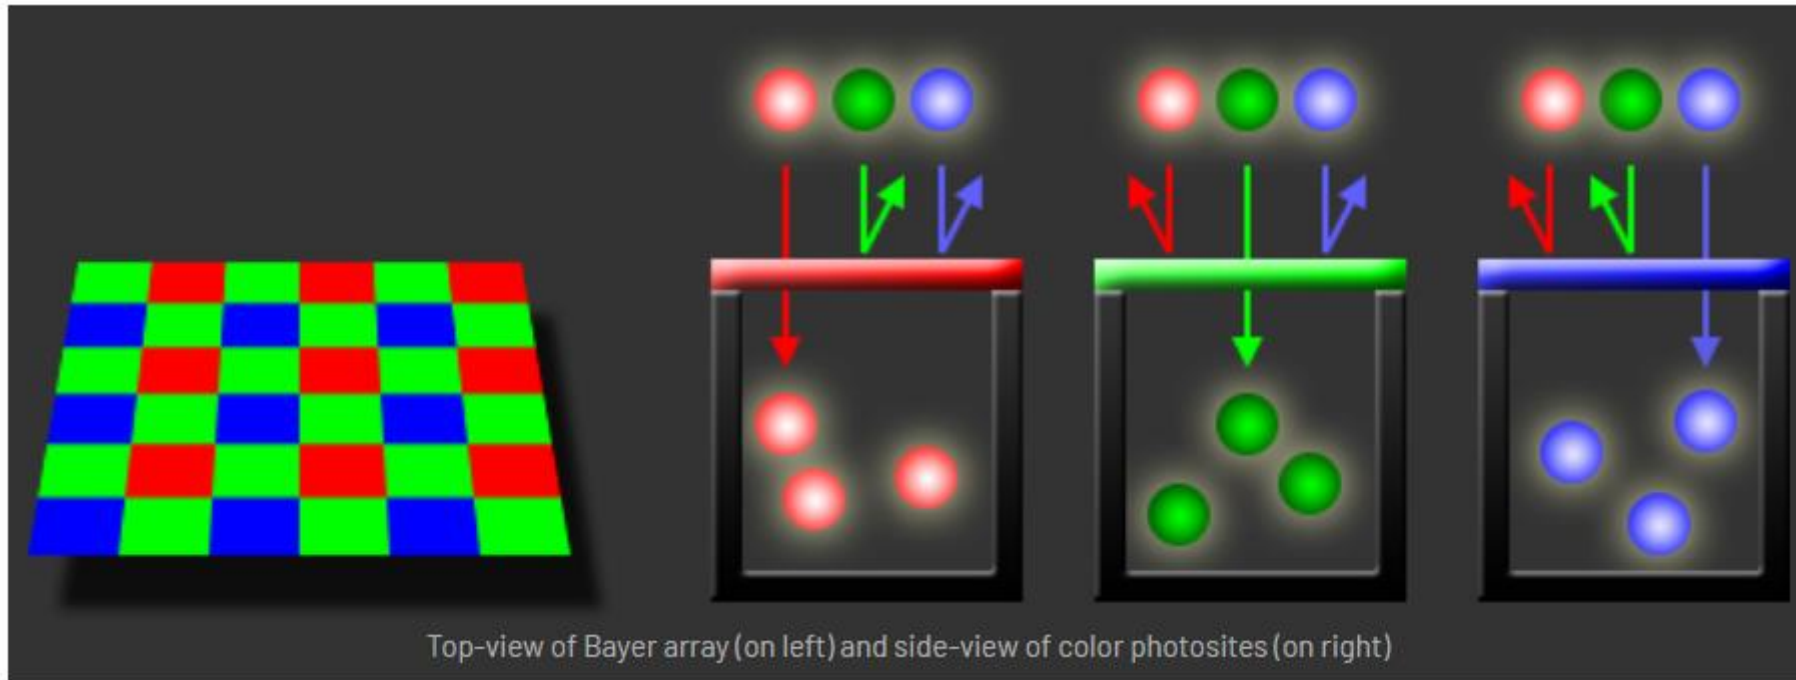 Top-view of Bayer array (on left) and side-view of color photosites (on right)